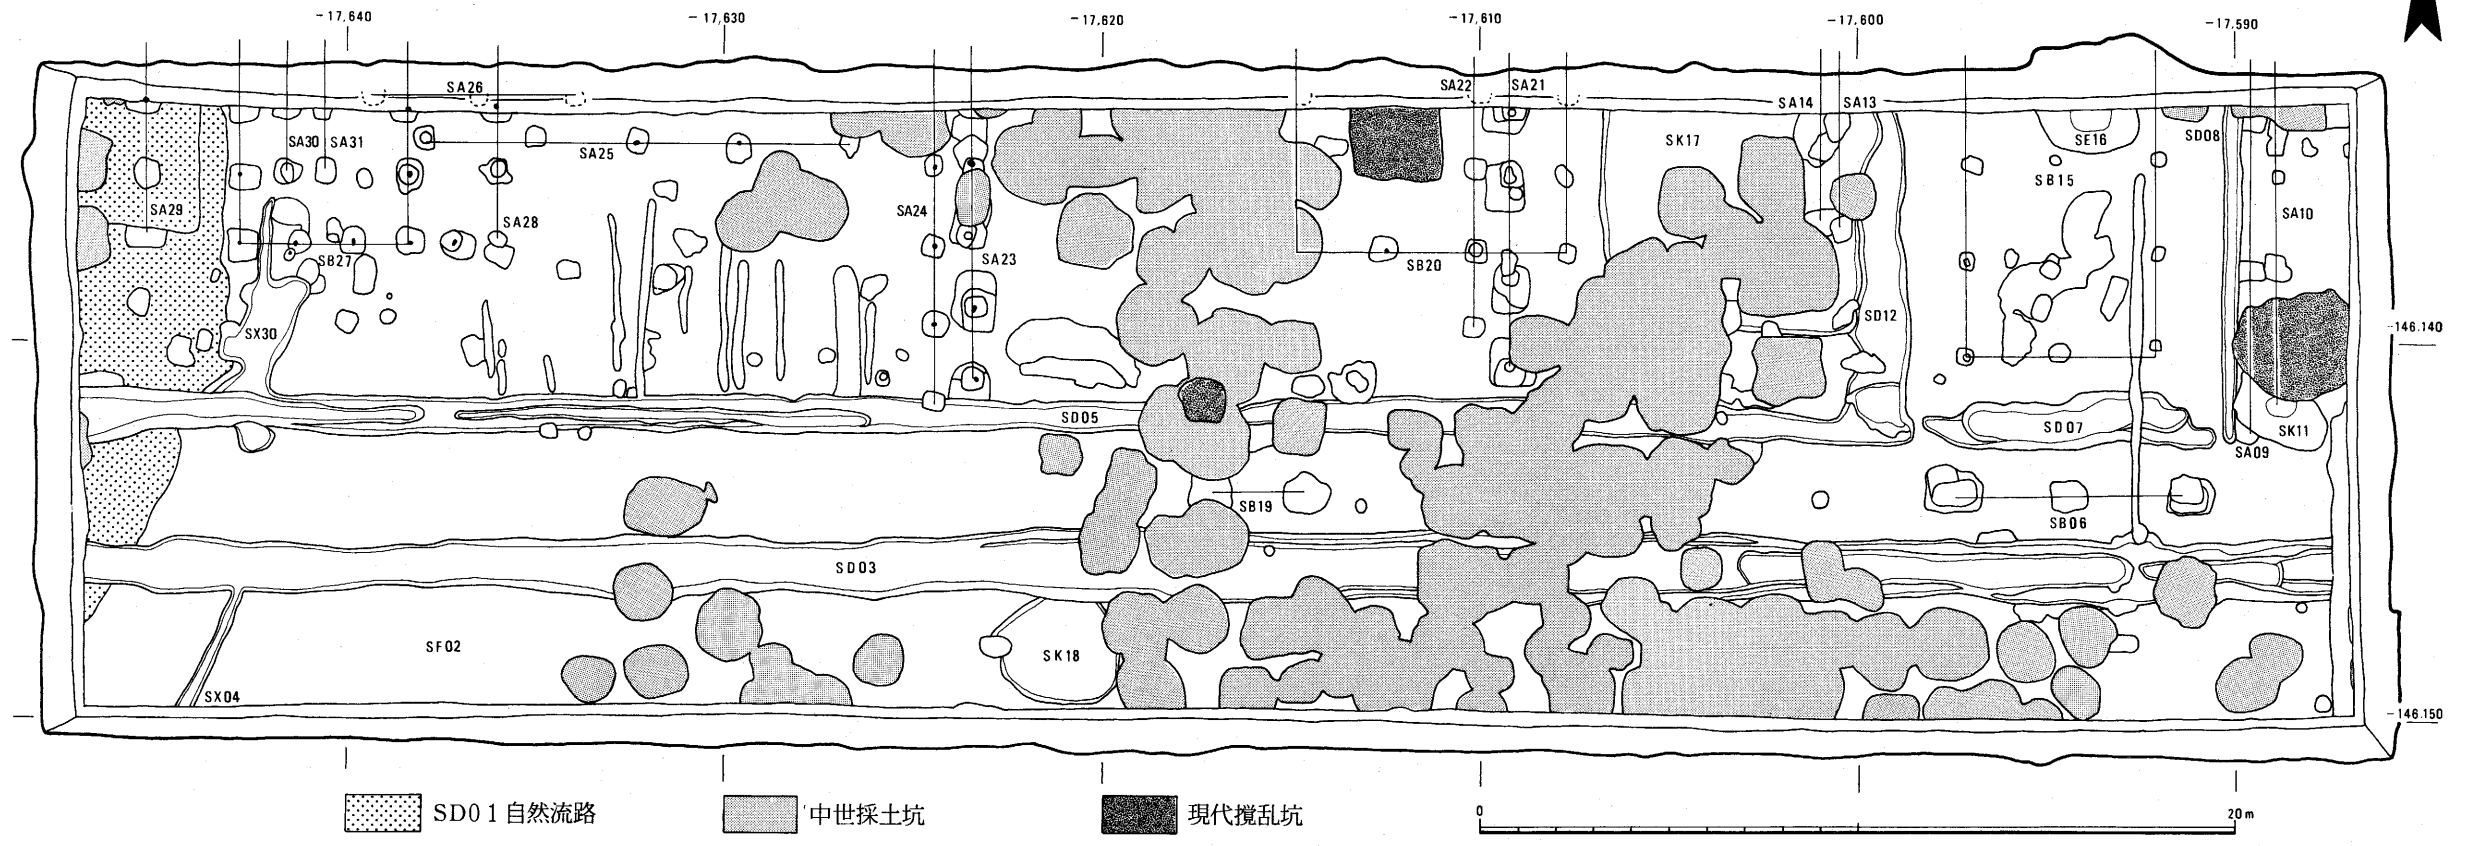 -17,640
-17,630
-17,620
-17,610
-17,600
-17,590
SA26
SA22
SA21
SA14
SA13
SA30
SA31
SA25
SK17
SE16
SD08
SB15
SA29
SA28
SA24
SA23
SA10
SB27
SB20
SX30
SD12
-146.140
SD05
SD07
SK11
SA09
SB19
SB06
SD03
SF02
SK18
SX04
-146.150
SD01自然流路
中世採土坑
現代撹乱坑
0
20m